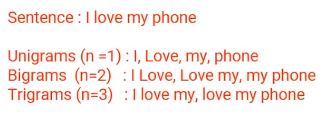 Sentence : I love my phone
Unigrams (n =1) : I, Love, my, phone
Bigrams (n=2) : I Love, Love my, my phone
Trigrams (n=3) : I love my, love my phone